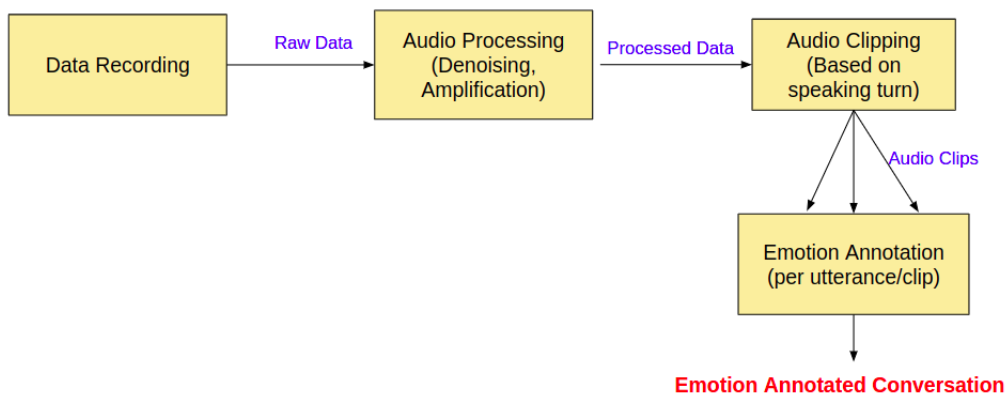 Data Recording
Raw Data
Audio Processing
(Denoising,
Amplification)
Processed Data
Audio Clipping
(Based on
speaking turn)
Audio Clips
Emotion Annotation
(per utterance/clip)
Emotion Annotated Conversation